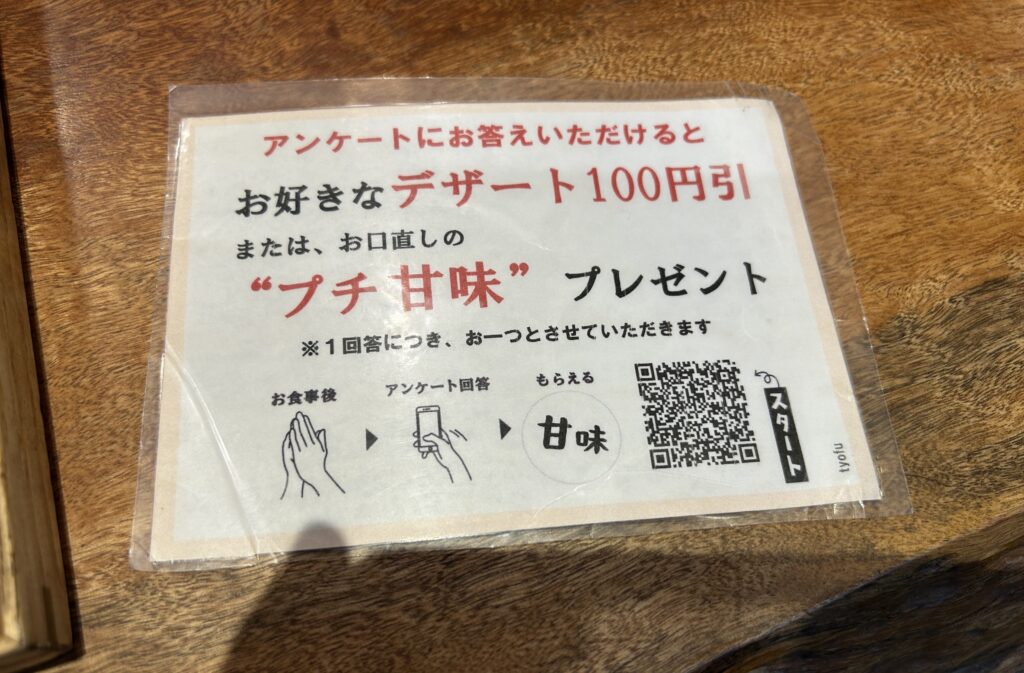 アンケートにお答えいただけると
お好きなデザート100円引
または、お口直しの
“プチ甘味” プレゼント
※1回答につき、お一つとさせていただきます
お食事後
アンケート回答
もらえる
甘味
スタート
tyofu